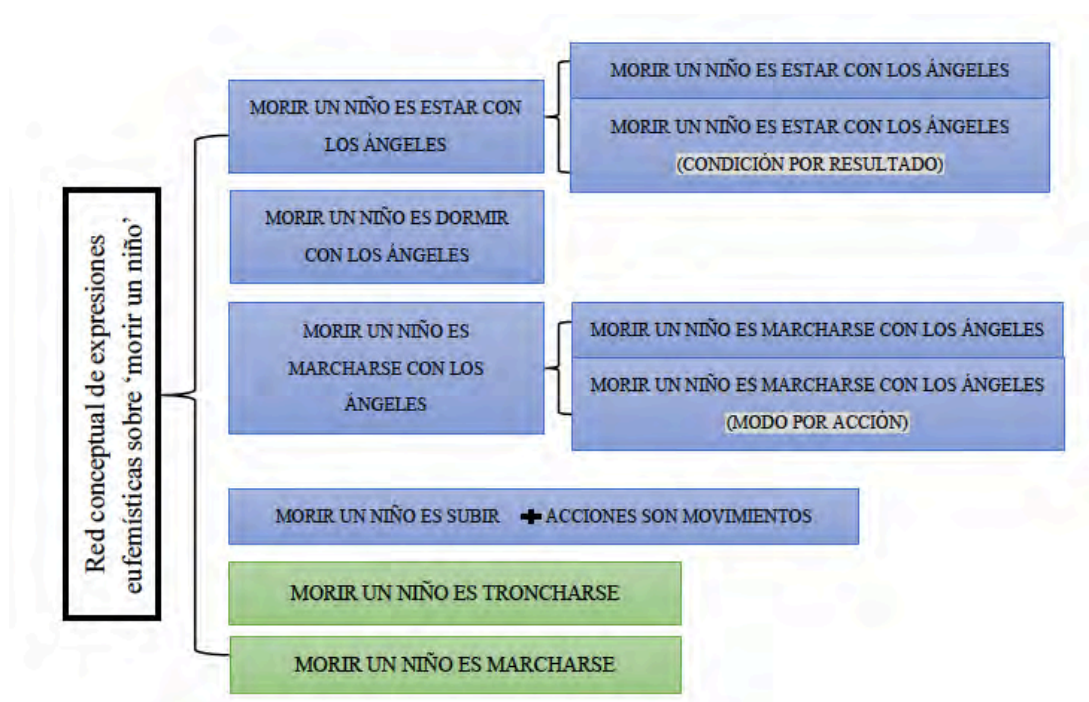 Red conceptual de expresiones
eufemísticas sobre ‘morir un niño’
MORIR UN NIÑO ES ESTAR CON
LOS ÁNGELES
MORIR UN NIÑO ES ESTAR CON LOS ÁNGELES
MORIR UN NIÑO ES ESTAR CON LOS ÁNGELES
(CONDICIÓN POR RESULTADO)
MORIR UN NIÑO ES DORMIR
CON LOS ÁNGELES
MORIR UN NIÑO ES
MARCHARSE CON LOS
ÁNGELES
MORIR UN NIÑO ES MARCHARSE CON LOS ÁNGELES
MORIR UN NIÑO ES MARCHARSE CON LOS ÁNGELES
(MODO POR ACCIÓN)
MORIR UN NIÑO ES SUBIR + ACCIONES SON MOVIMIENTOS
MORIR UN NIÑO ES TRONCHARSE
MORIR UN NIÑO ES MARCHARSE